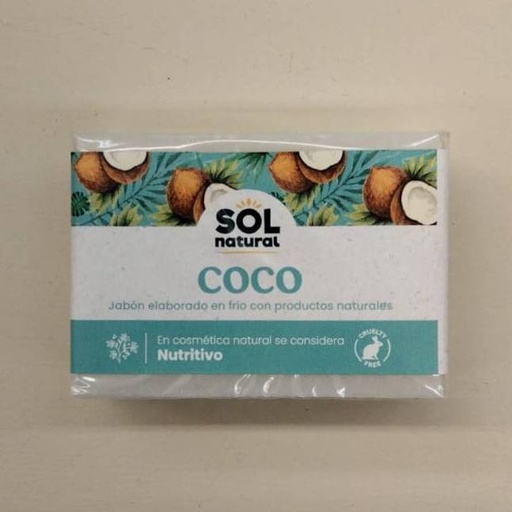 SOL
natural
COCO
Jabón elaborado en frío con productos naturales
En cosmética natural se considera
Nutritivo
CRUELTY
FREE